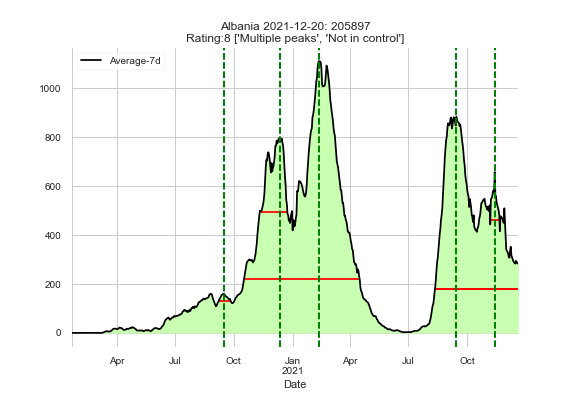 Albania 2021-12-20: 205897
Rating:8 ['Multiple peaks', 'Not in control']
Average-7d
1000
800
600
400
200
0
Apr Jul Oct Jan Apr Jul Oct
2021
Date